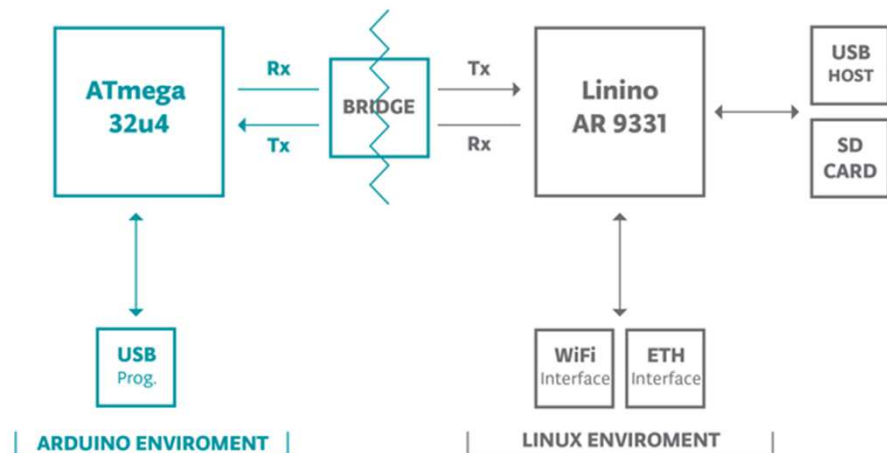 ATmega
32u4
Rx
Tx
BRIDGE
Tx
Rx
Linino
AR 9331
USB
HOST
SD
CARD
USB
Prog.
WiFi
Interface
ETH
Interface
ARDUINO ENVIROMENT
LINUX ENVIROMENT